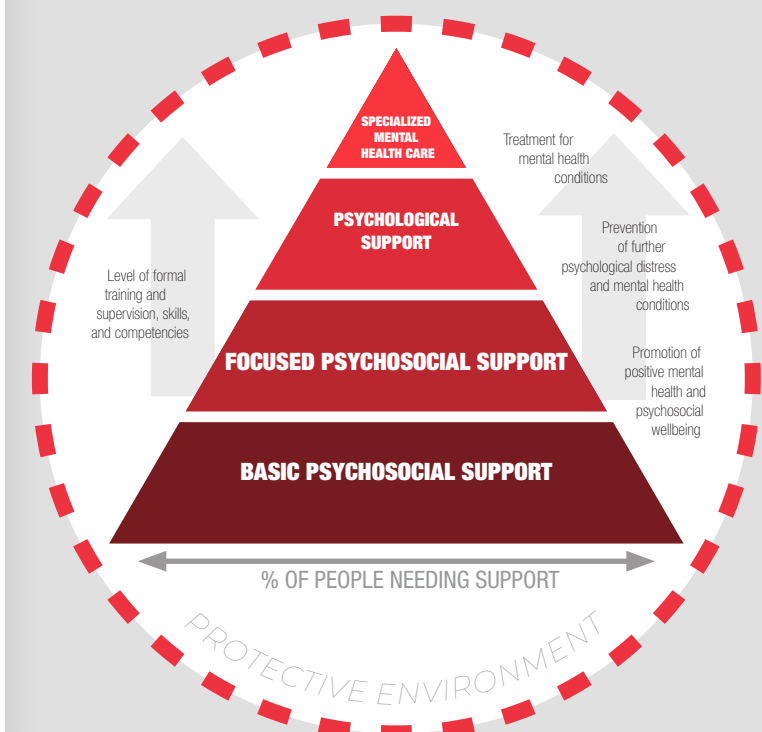 SPECIALIZED
MENTAL
HEALTH CARE
Treatment for
mental health
conditions
PSYCHOLOGICAL
SUPPORT
Prevention
of further
psychological distress
and mental health
conditions
Level of formal
training and
supervision, skills,
and competencies
FOCUSED PSYCHOSOCIAL SUPPORT
Promotion of
positive mental
health and
psychosocial
wellbeing
BASIC PSYCHOSOCIAL SUPPORT
% OF PEOPLE NEEDING SUPPORT
PROTECTIVE ENVIRONMENT